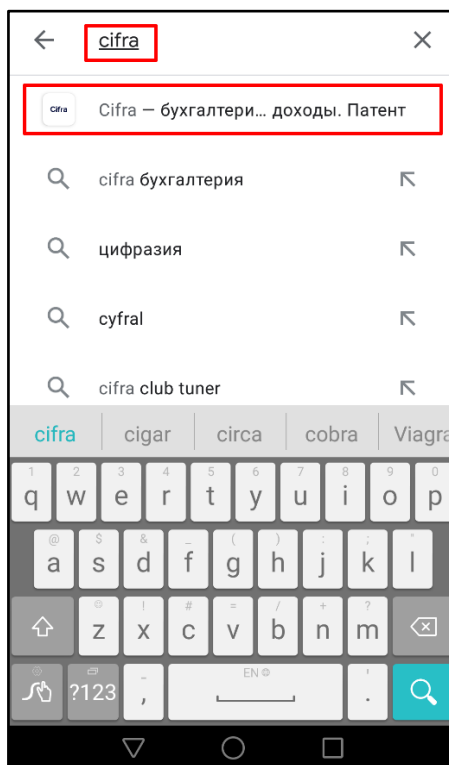 cifra
Cifra Cifra — бухгалтери... доходы. Патент
cifra бухгалтерия
цифразия
cyfral
cifra club tuner
cifra cigar circa cobra Viagra
1 2 3 4 5 6 7 8 9 0
q w e r t y u i o p
@ $ & _ ( ) : ; "
a s d f g h j k l
! # = / + ?
z x c v b n m
EN
?123 , - ' .